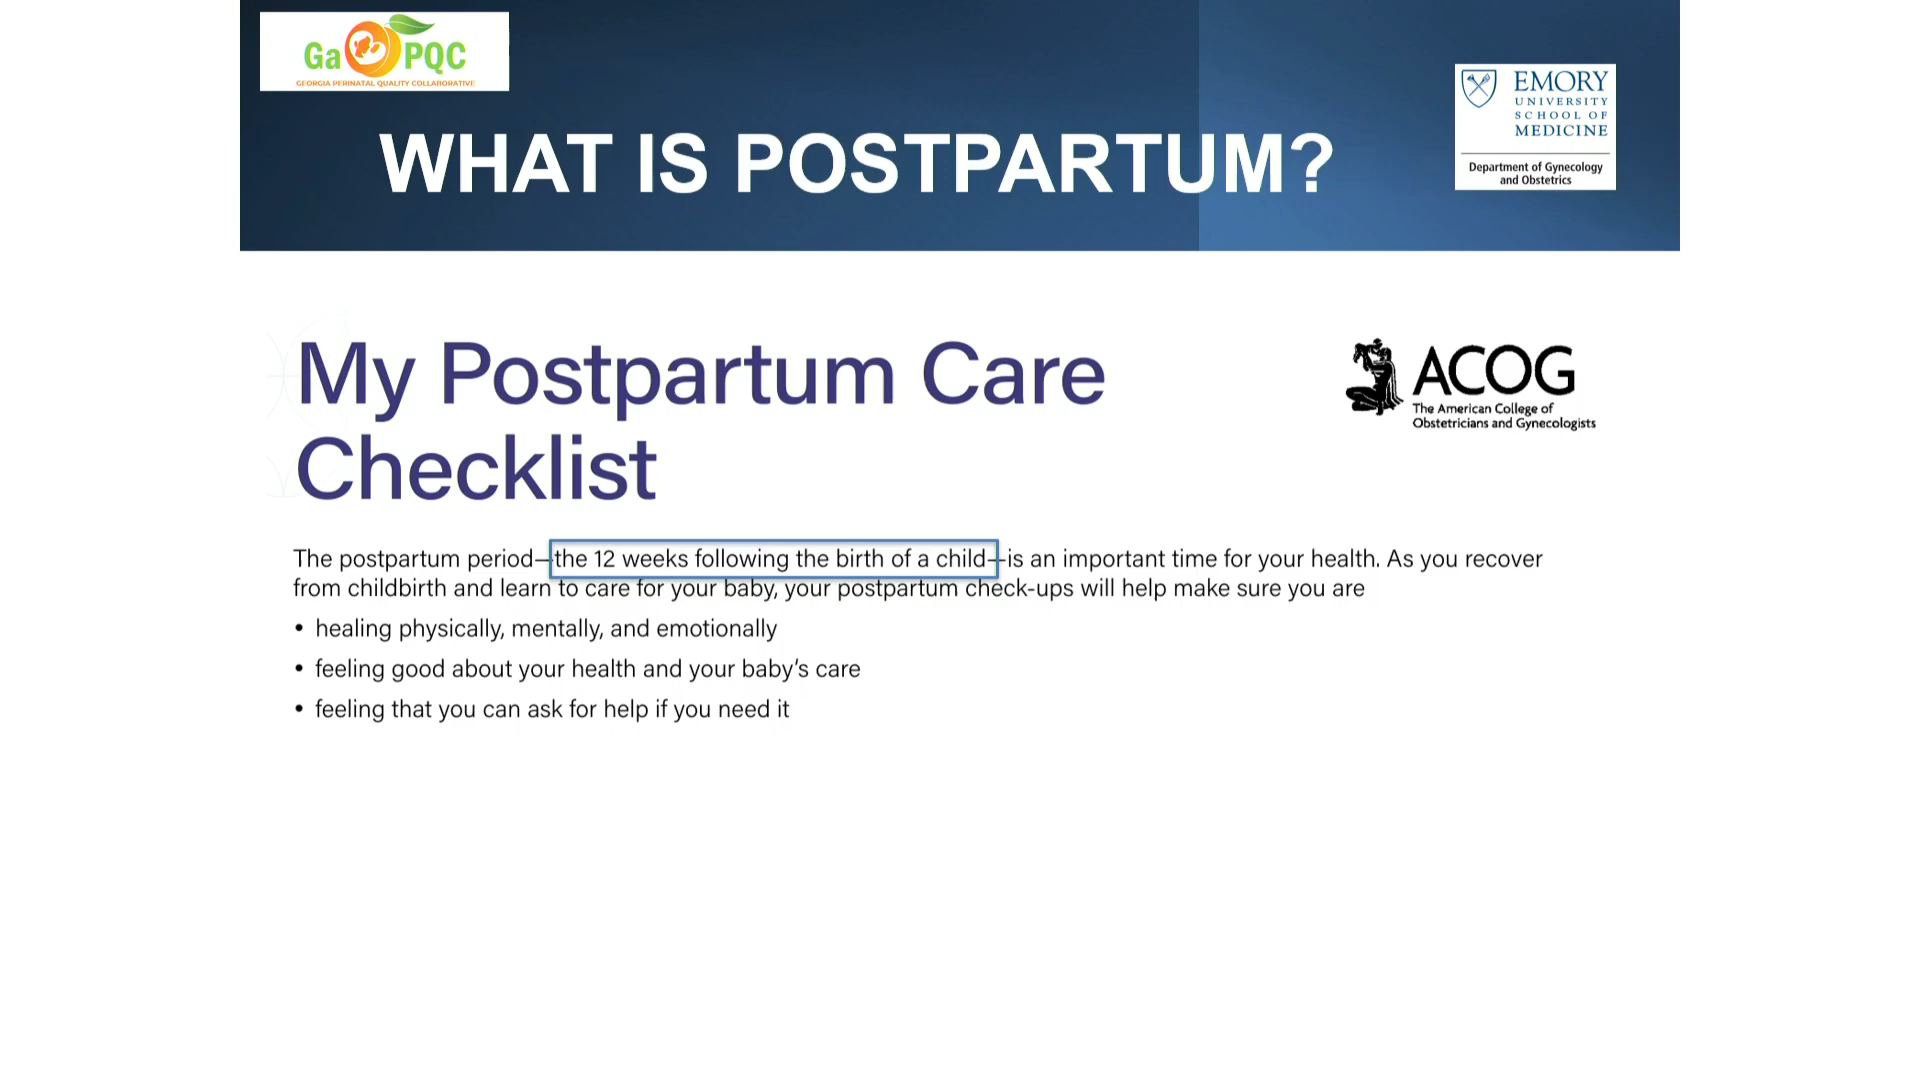 Ga PQC
GEORGIA PERINATAL QUALITY COLLABORATIVE
EMORY
UNIVERSITY
SCHOOL OF
MEDICINE
Department of Gynecology
and Obstetrics
WHAT IS POSTPARTUM?
My Postpartum Care
Checklist
ACOG
The American College of
Obstetricians and Gynecologists
The postpartum period—the 12 weeks following the birth of a child—is an important time for your health. As you recover
from childbirth and learn to care for your baby, your postpartum check-ups will help make sure you are
• healing physically, mentally, and emotionally
• feeling good about your health and your baby’s care
• feeling that you can ask for help if you need it